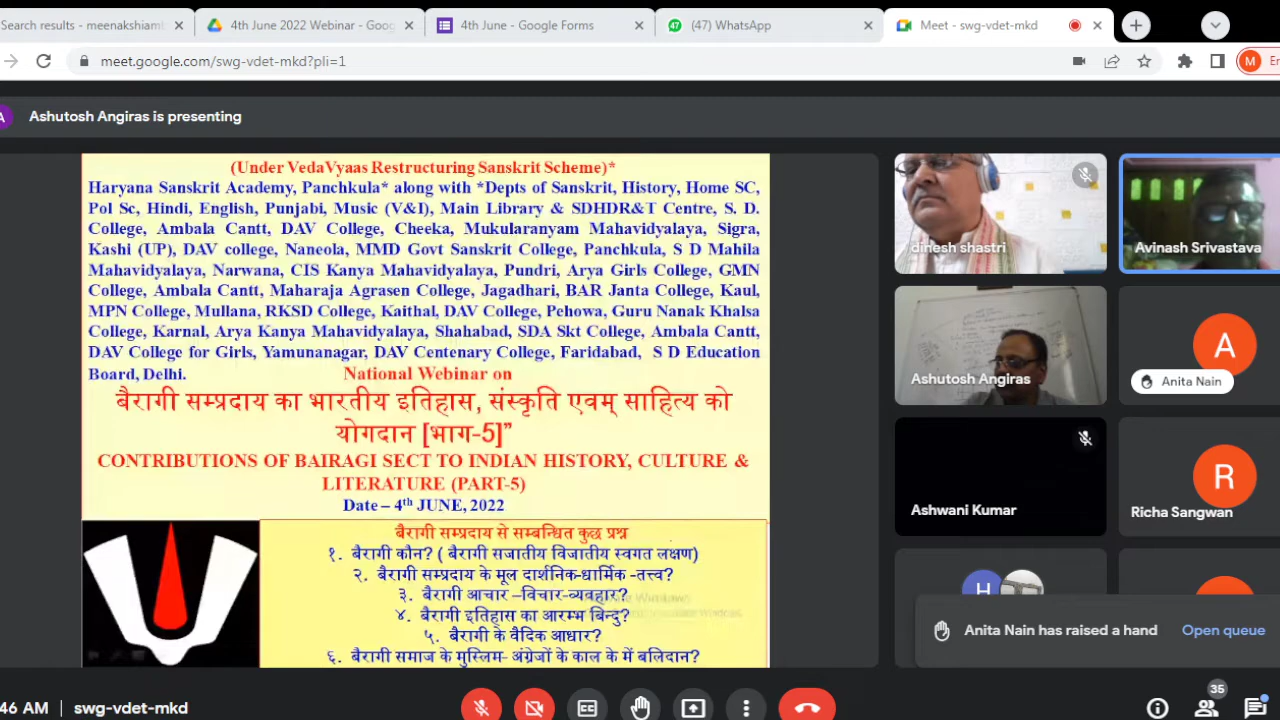 Search results - meenakshiamb
4th June 2022 Webinar - Goog
4th June - Google Forms
(47) WhatsApp
Meet - swg-vdet-mkd
meet.google.com/swg-vdet-mkd?pli=1
M
Ashutosh Angiras is presenting
(Under VedaVyaas Restructuring Sanskrit Scheme)*
Haryana Sanskrit Academy, Panchkula* along with *Depts of Sanskrit, History, Home SC,
Pol Sc, Hindi, English, Punjabi, Music (V&I), Main Library & SDHDR&T Centre, S. D.
College, Ambala Cantt, DAV College, Cheeka, Mukularanyam Mahavidyalaya, Sigra,
Kashi (UP), DAV college, Naneola, MMD Govt Sanskrit College, Panchkula, S D Mahila
Mahavidyalaya, Narwana, CIS Kanya Mahavidyalaya, Pundri, Arya Girls College, GMN
College, Ambala Cantt, Maharaja Agrasen College, Jagadhari, BAR Janta College, Kaul,
MPN College, Mullana, RKSD College, Kaithal, DAV College, Pehowa, Guru Nanak Khalsa
College, Karnal, Arya Kanya Mahavidyalaya, Shahabad, SDA Skt College, Ambala Cantt,
DAV College for Girls, Yamunanagar, DAV Centenary College, Faridabad, S D Education
Board, Delhi. National Webinar on
बैरागी सम्प्रदाय का भारतीय इतिहास, संस्कृति एवम् साहित्य को
योगदान [भाग-5]”
CONTRIBUTIONS OF BAIRAGI SECT TO INDIAN HISTORY, CULTURE &
LITERATURE (PART-5)
Date – 4th JUNE, 2022
बैरागी सम्प्रदाय से सम्बन्धित कुछ प्रश्न
१. बैरागी कौन? ( बैरागी सजातीय विजातीय स्वगत लक्षण)
२. बैरागी सम्प्रदाय के मूल दार्शनिक-धार्मिक -तत्त्व?
३. बैरागी आचार –विचार-व्यवहार?
४. बैरागी इतिहास का आरम्भ बिन्दु?
५. बैरागी के वैदिक आधार?
६. बैरागी समाज के मुस्लिम- अंग्रेजों के काल के में बलिदान?
dinesh shastri
Avinash Srivastava
Ashutosh Angiras
A
Anita Nain
Ashwani Kumar
R
Richa Sangwan
H
Anita Nain has raised a hand Open queue
46 AM | swg-vdet-mkd
35